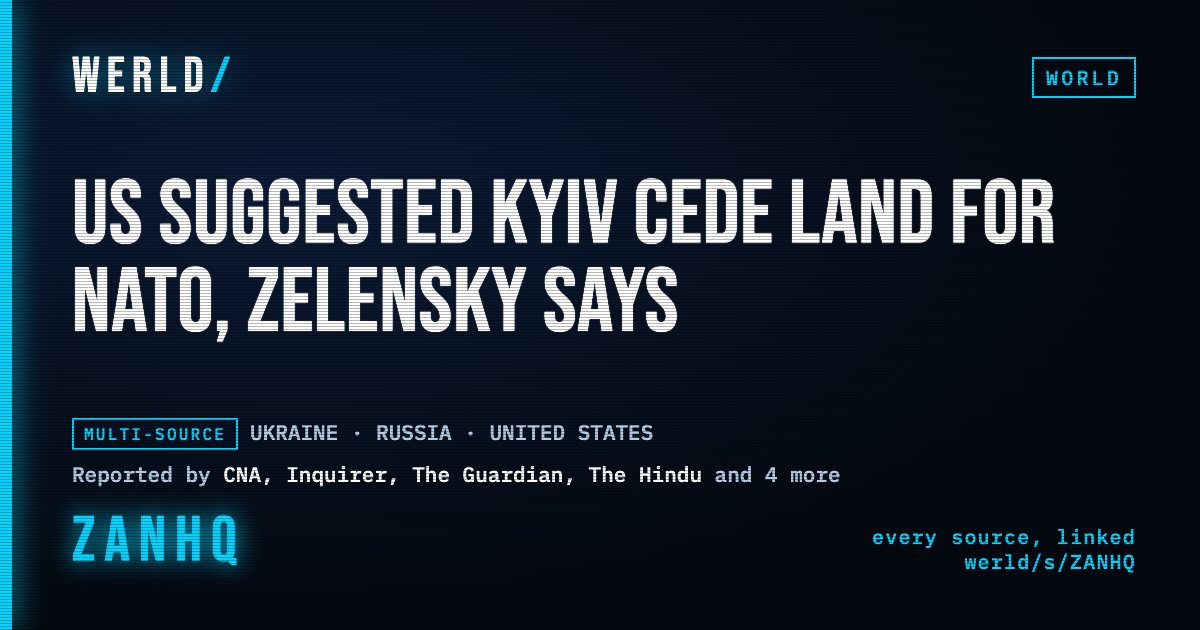 WERLD/
WORLD
US SUGGESTED KYIV CEDE LAND FOR
NATO, ZELENSKY SAYS
MULTI-SOURCE UKRAINE · RUSSIA · UNITED STATES
Reported by CNA, Inquirer, The Guardian, The Hindu and 4 more
ZANHQ
every source, linked
werld/s/ZANHQ